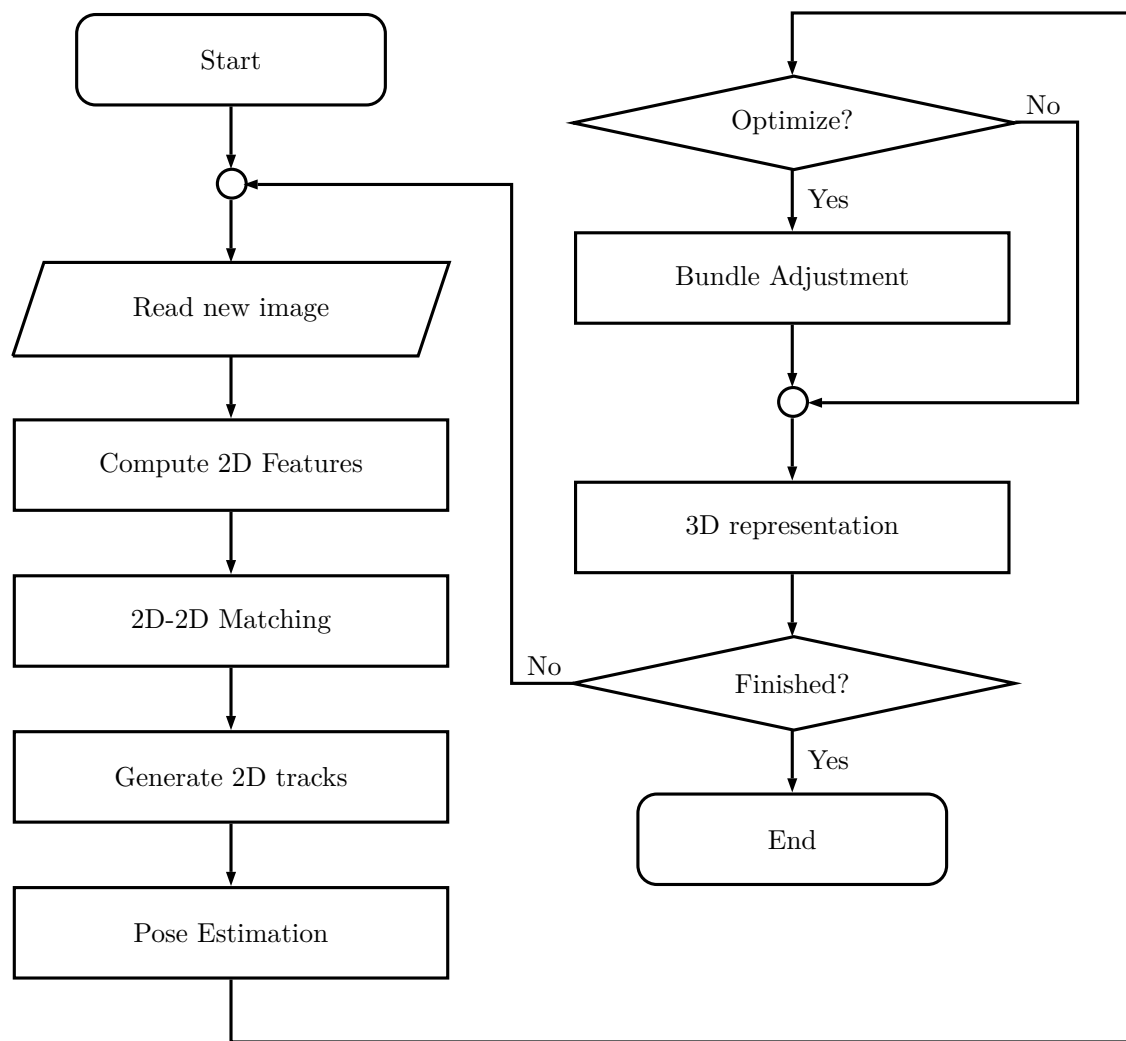 Start
Read new image
Compute 2D Features
2D-2D Matching
Generate 2D tracks
Pose Estimation
Optimize?
No
Yes
Bundle Adjustment
3D representation
No
Finished?
Yes
End